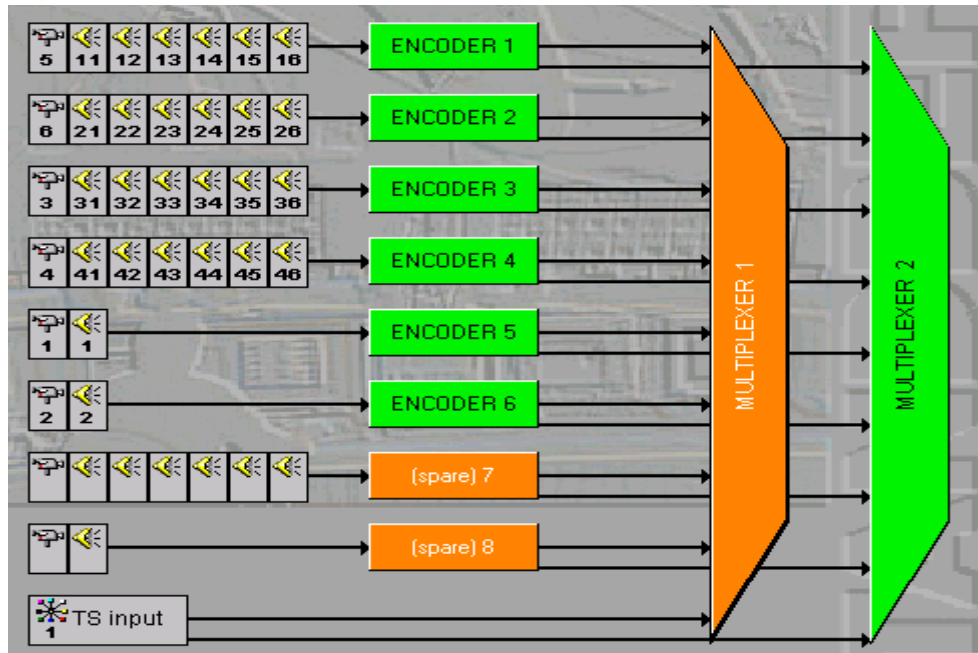 5 11 12 13 14 15 16 ENCODER 1
6 21 22 23 24 25 26 ENCODER 2
3 31 32 33 34 35 36 ENCODER 3
4 41 42 43 44 45 46 ENCODER 4
1 1 ENCODER 5
2 2 ENCODER 6
(spare) 7
(spare) 8
1 TS input
MULTIPLEXER 1
MULTIPLEXER 2